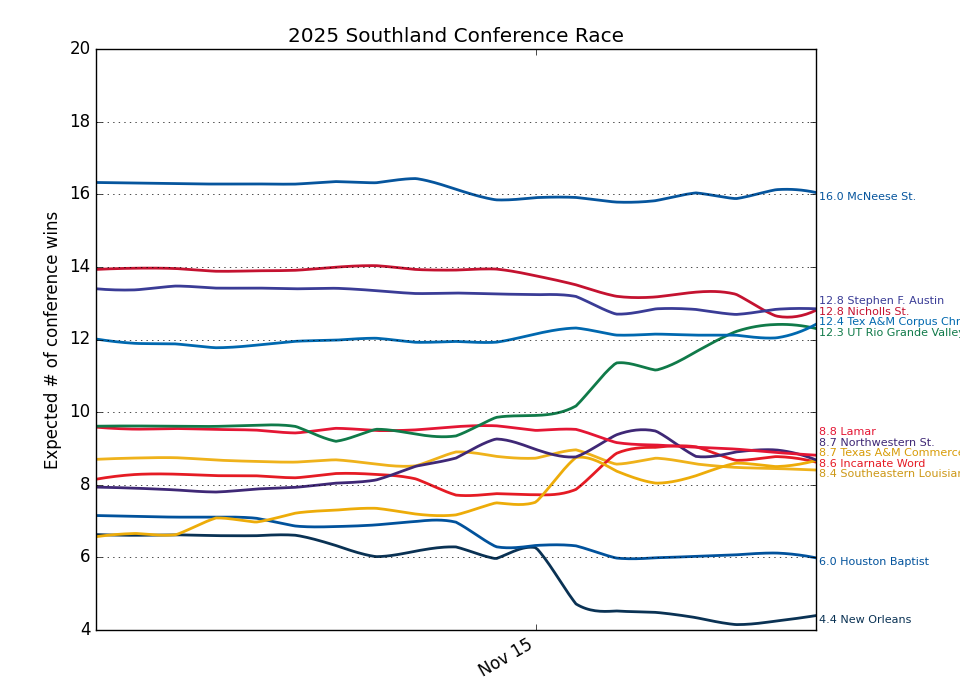 2025 Southland Conference Race
Expected # of conference wins
20
18
16
14
12
10
8
6
4
Nov 15
16.0 McNeese St.
12.8 Stephen F. Austin
12.8 Nicholls St.
12.4 Tex A&M Corpus Chr
12.3 UT Rio Grande Valley
8.8 Lamar
8.7 Northwestern St.
8.7 Texas A&M Commerce
8.6 Incarnate Word
8.4 Southeastern Louisian
6.0 Houston Baptist
4.4 New Orleans